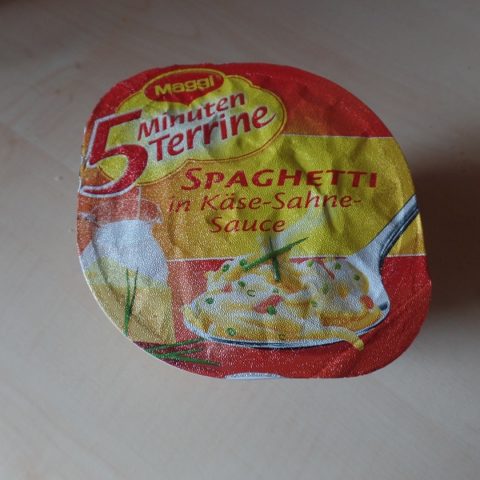 Maggi
5 Minuten
Terrine
SPAGHETTI
in Käse-Sahne-
Sauce